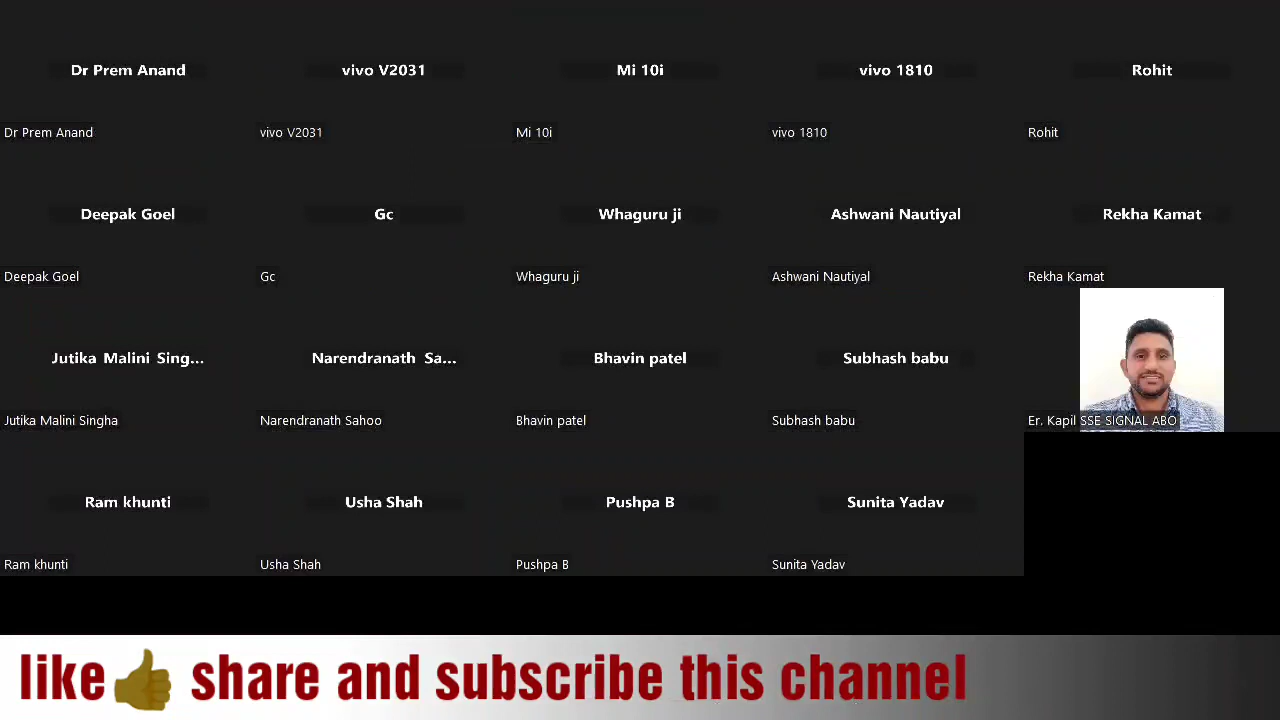 Dr Prem Anand
vivo V2031
Mi 10i
vivo 1810
Rohit
Dr Prem Anand
vivo V2031
Mi 10i
vivo 1810
Rohit
Deepak Goel
Gc
Whaguru ji
Ashwani Nautiyal
Rekha Kamat
Deepak Goel
Gc
Whaguru ji
Ashwani Nautiyal
Rekha Kamat
Jutika Malini Sing...
Narendranath Sa...
Bhavin patel
Subhash babu
Jutika Malini Singha
Narendranath Sahoo
Bhavin patel
Subhash babu
Er. Kapil SSE SIGNAL ABO
Ram khunti
Usha Shah
Pushpa B
Sunita Yadav
Ram khunti
Usha Shah
Pushpa B
Sunita Yadav
like👍 share and subscribe this channel